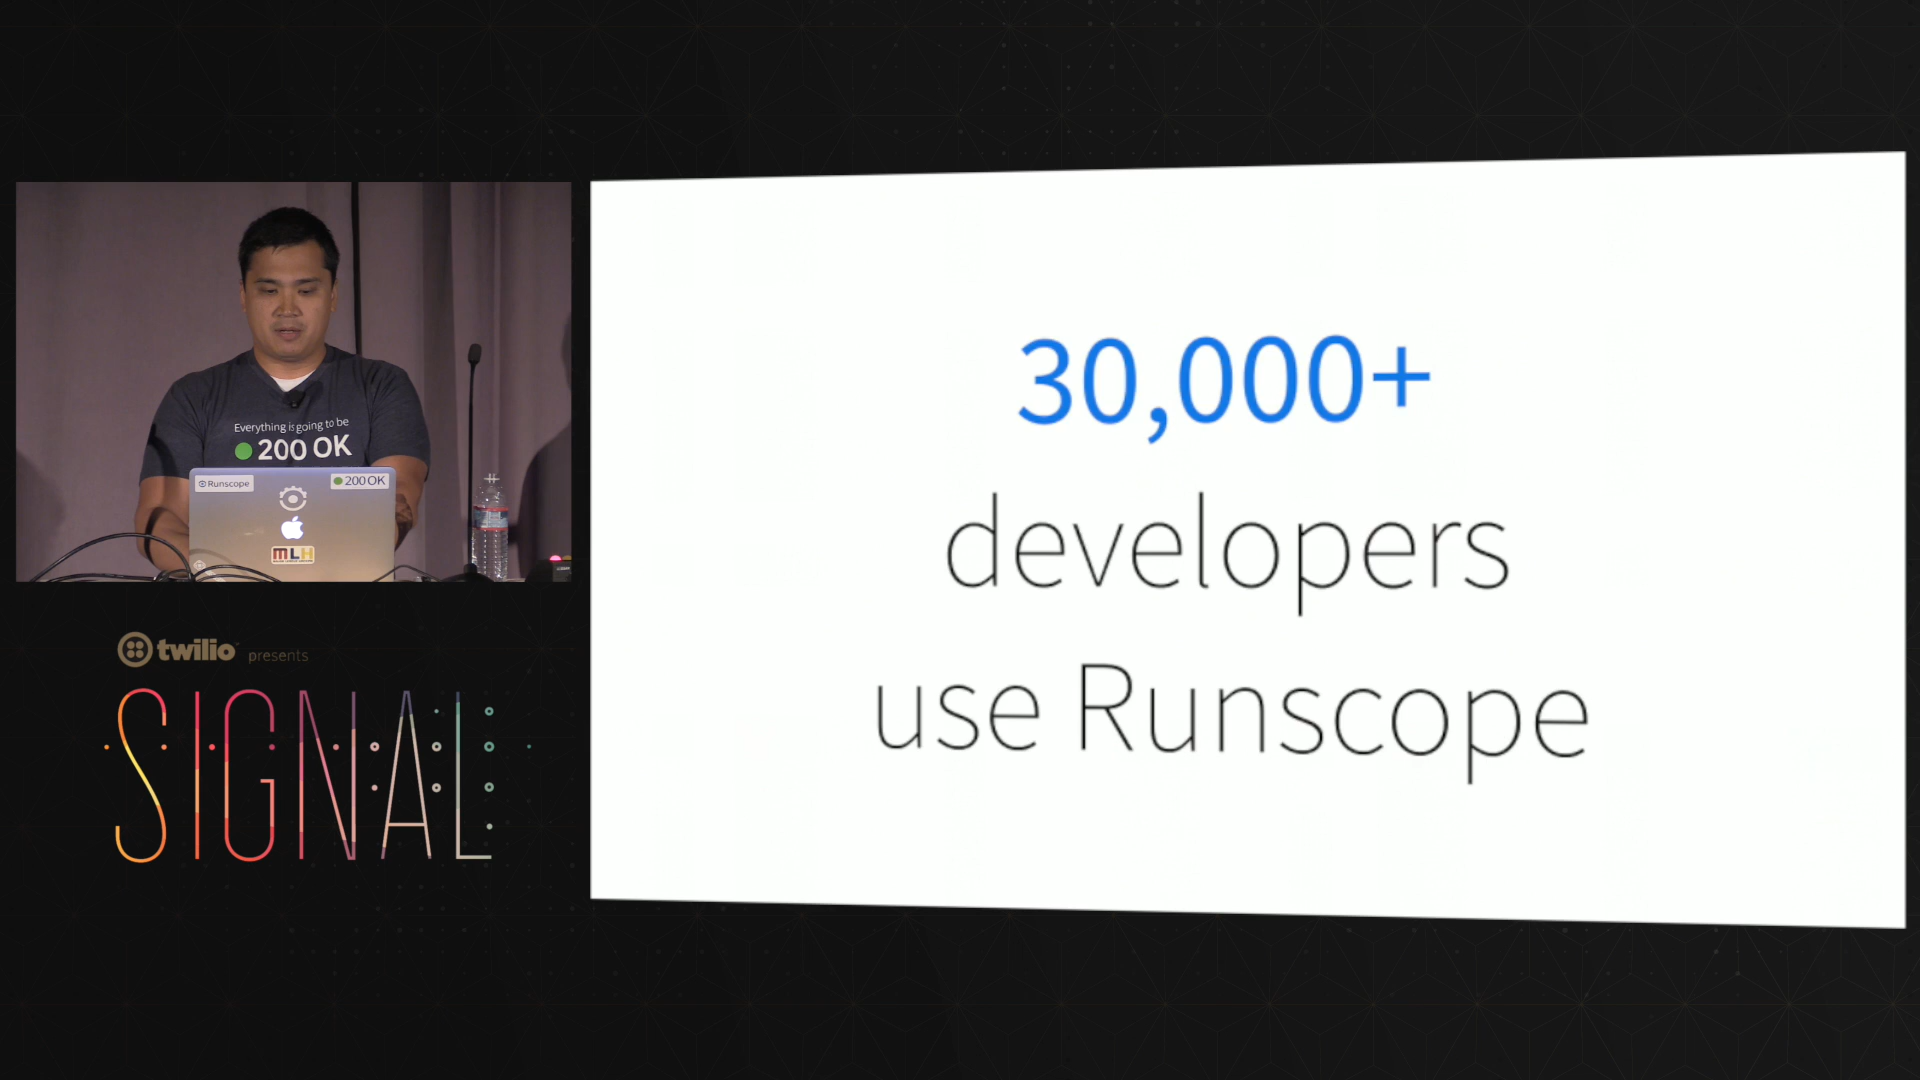 Everything is going to be
200 OK
Runscope
200 OK
MLH
twilio presents
SIGNAL
30,000+
developers
use Runscope